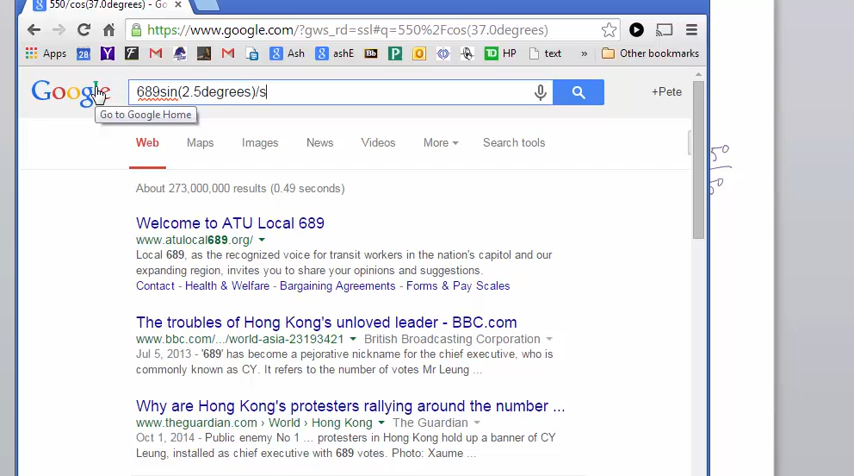 550/cos(37.0degrees) - Go
https://www.google.com/?gws_rd=ssl#q=550%2Fcos(37.0degrees)
Apps 28 Y F M M 8 Ash 8 ashE P TD HP text » Other bookmarks
Google 689sin(2.5degrees)/s +Pete
Go to Google Home
Web Maps Images News Videos More Search tools
About 273,000,000 results (0.49 seconds)
Welcome to ATU Local 689
www.atulocal689.org/
Local 689, as the recognized voice for transit workers in the nation's capitol and our
expanding region, invites you to share your opinions and suggestions.
Contact - Health & Welfare - Bargaining Agreements - Forms & Pay Scales
The troubles of Hong Kong's unloved leader - BBC.com
www.bbc.com/.../world-asia-23193421 British Broadcasting Corporation
Jul 5, 2013 - '689' has become a pejorative nickname for the chief executive, who is
commonly known as CY. It refers to the number of votes Mr Leung ...
Why are Hong Kong's protesters rallying around the number ...
www.theguardian.com › World › Hong Kong The Guardian
Oct 1, 2014 - Public enemy No 1 ... protesters in Hong Kong hold up a banner of CY
Leung, installed as chief executive with 689 votes. Photo: Xaume ...